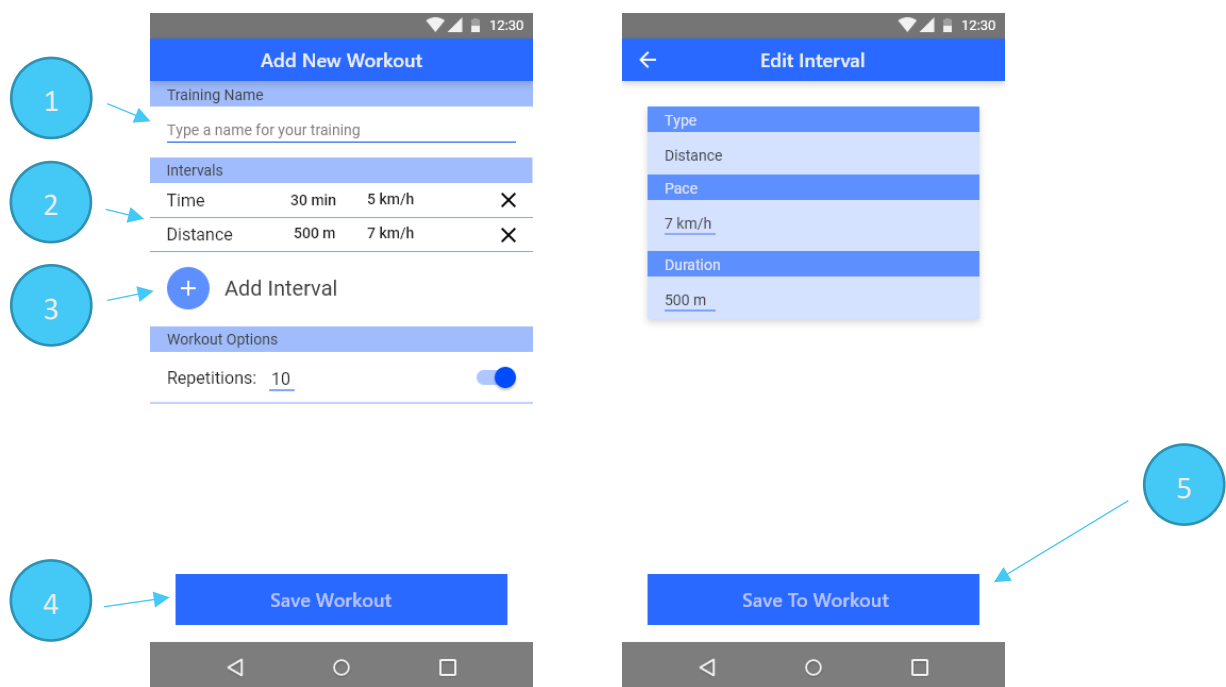 12:30
Add New Workout
Training Name
Type a name for your training
Intervals
Time 30 min 5 km/h
Distance 500 m 7 km/h
Add Interval
Workout Options
Repetitions: 10
Save Workout
12:30
Edit Interval
Type
Distance
Pace
7 km/h
Duration
500 m
Save To Workout
1
2
3
4
5